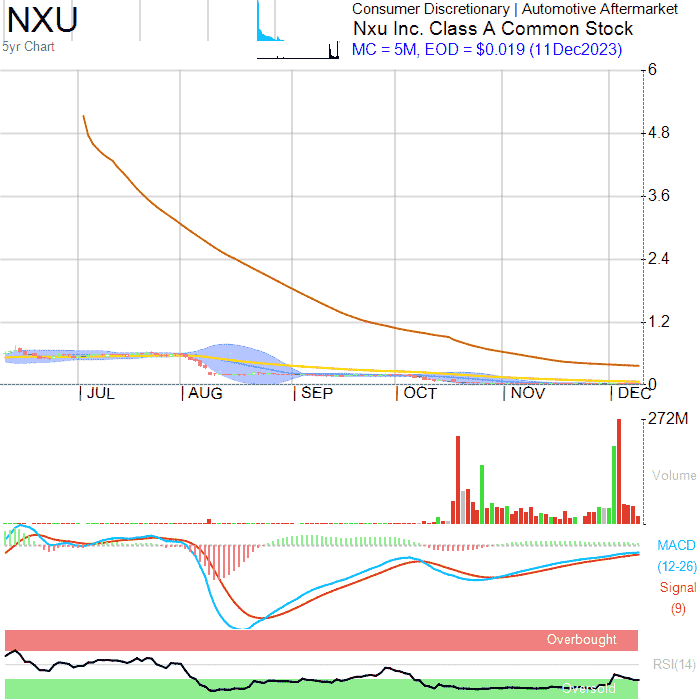 NXU
5yr Chart
Consumer Discretionary | Automotive Aftermarket
Nxu Inc. Class A Common Stock
MC = 5M, EOD = $0.019 (11Dec2023)
6
4.8
3.6
2.4
1.2
0
JUL AUG SEP OCT NOV DEC
272M
Volume
MACD
(12-26)
Signal
(9)
Overbought
RSI(14)
Oversold